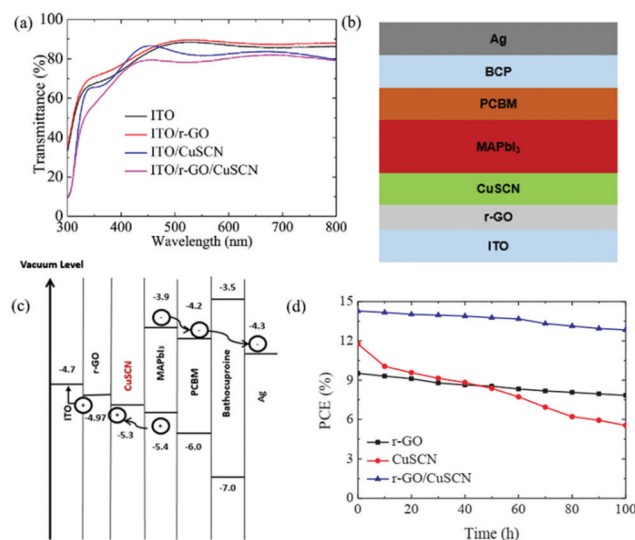 (a)
100
80
60
40
20
0
Transmittance (%)
ITO
ITO/r-GO
ITO/CuSCN
ITO/r-GO/CuSCN
300 400 500 600 700 800
Wavelength (nm)
(b)
Ag
BCP
PCBM
MAPbI₃
CuSCN
r-GO
ITO
Vacuum Level
(c)
-4.7
ITO
r-GO
-4.97
CuSCN
-5.3
-3.9
MAPbI₃
-5.4
-4.2
PCBM
-6.0
-3.5
Bathocuproine
-7.0
-4.3
Ag
(d)
15
12
9
6
3
0
PCE (%)
r-GO
CuSCN
r-GO/CuSCN
0 20 40 60 80 100
Time (h)